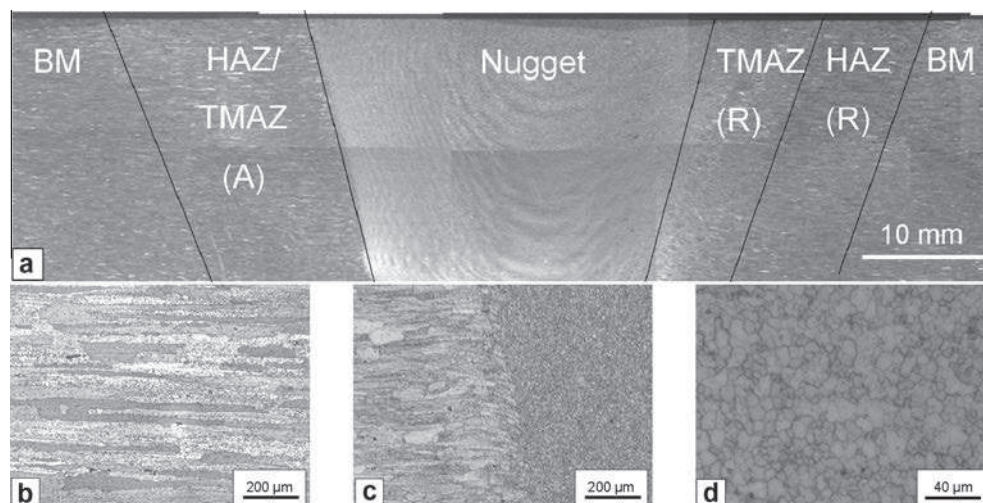 BM
HAZ/
TMAZ
(A)
Nugget
TMAZ
(R)
HAZ
(R)
BM
10 mm
a
200 µm
b
200 µm
c
40 µm
d